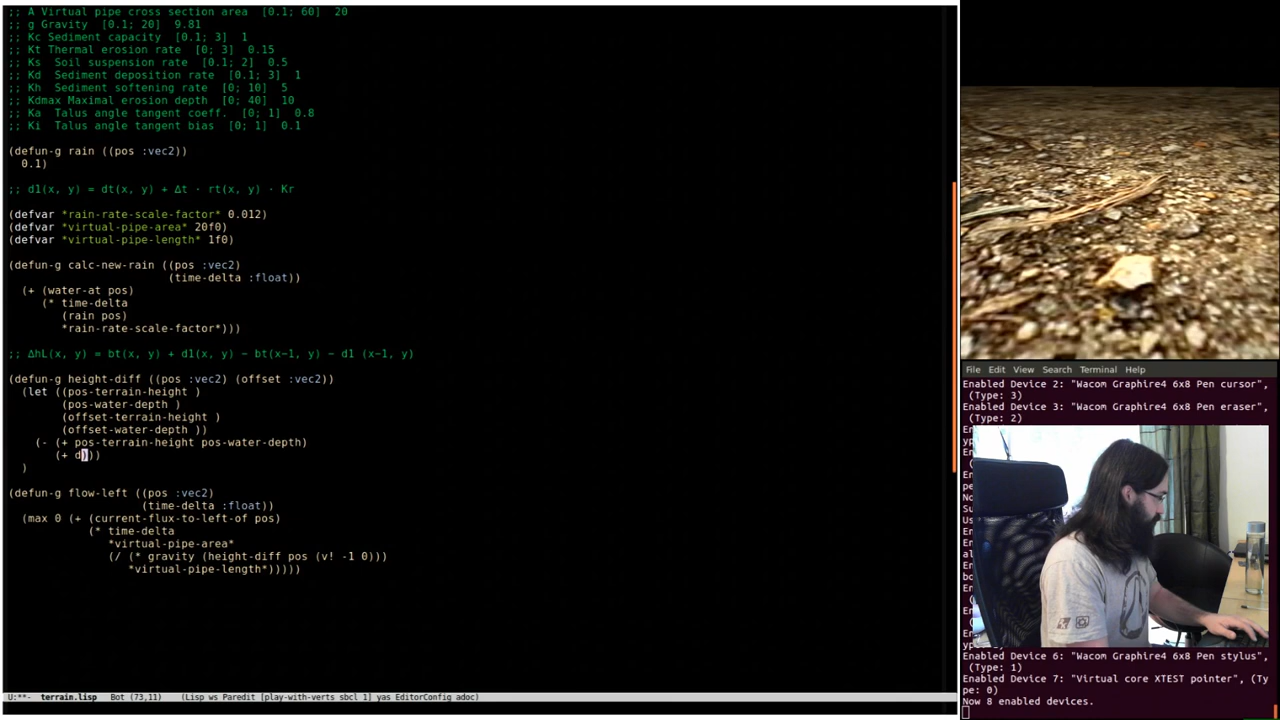 ;; A Virtual pipe cross section area  [0.1; 60]  20
;; g Gravity  [0.1; 20]  9.81
;; Kc Sediment capacity  [0.1; 3]  1
;; Kt Thermal erosion rate  [0; 3]  0.15
;; Ks  Soil suspension rate  [0.1; 2]  0.5
;; Kd  Sediment deposition rate  [0.1; 3]  1
;; Kh  Sediment softening rate  [0; 10]  5
;; Kdmax Maximal erosion depth  [0; 40]  10
;; Ka  Talus angle tangent coeff.  [0; 1]  0.8
;; Ki  Talus angle tangent bias  [0; 1]  0.1
(defun-g rain ((pos :vec2))
  0.1)
;; d1(x, y) = dt(x, y) + Δt · rt(x, y) · Kr
(defvar *rain-rate-scale-factor* 0.012)
(defvar *virtual-pipe-area* 20f0)
(defvar *virtual-pipe-length* 1f0)
(defun-g calc-new-rain ((pos :vec2)
                        (time-delta :float))
  (+ (water-at pos)
     (* time-delta
        (rain pos)
        *rain-rate-scale-factor*)))
;; ΔhL(x, y) = bt(x, y) + d1(x, y) − bt(x−1, y) − d1 (x−1, y)
(defun-g height-diff ((pos :vec2) (offset :vec2))
  (let ((pos-terrain-height )
        (pos-water-depth )
        (offset-terrain-height )
        (offset-water-depth ))
    (- (+ pos-terrain-height pos-water-depth)
       (+ d)))
  )
(defun-g flow-left ((pos :vec2)
                    (time-delta :float))
  (max 0 (+ (current-flux-to-left-of pos)
            (* time-delta
               *virtual-pipe-area*
               (/ (* gravity (height-diff pos (v! -1 0)))
                  *virtual-pipe-length*)))))
U:**-  terrain.lisp   Bot (73,11)   (Lisp ws Paredit [play-with-verts sbcl 1] yas EditorConfig adoc)
File  Edit  View  Search  Terminal  Help
Enabled Device 2: "Wacom Graphire4 6x8 Pen cursor",
 (Type: 3)
Enabled Device 3: "Wacom Graphire4 6x8 Pen eraser",
 (Type: 2)
Enabled Device 6: "Wacom Graphire4 6x8 Pen stylus",
 (Type: 1)
Enabled Device 7: "Virtual core XTEST pointer", (Ty
pe: 0)
Now 8 enabled devices.